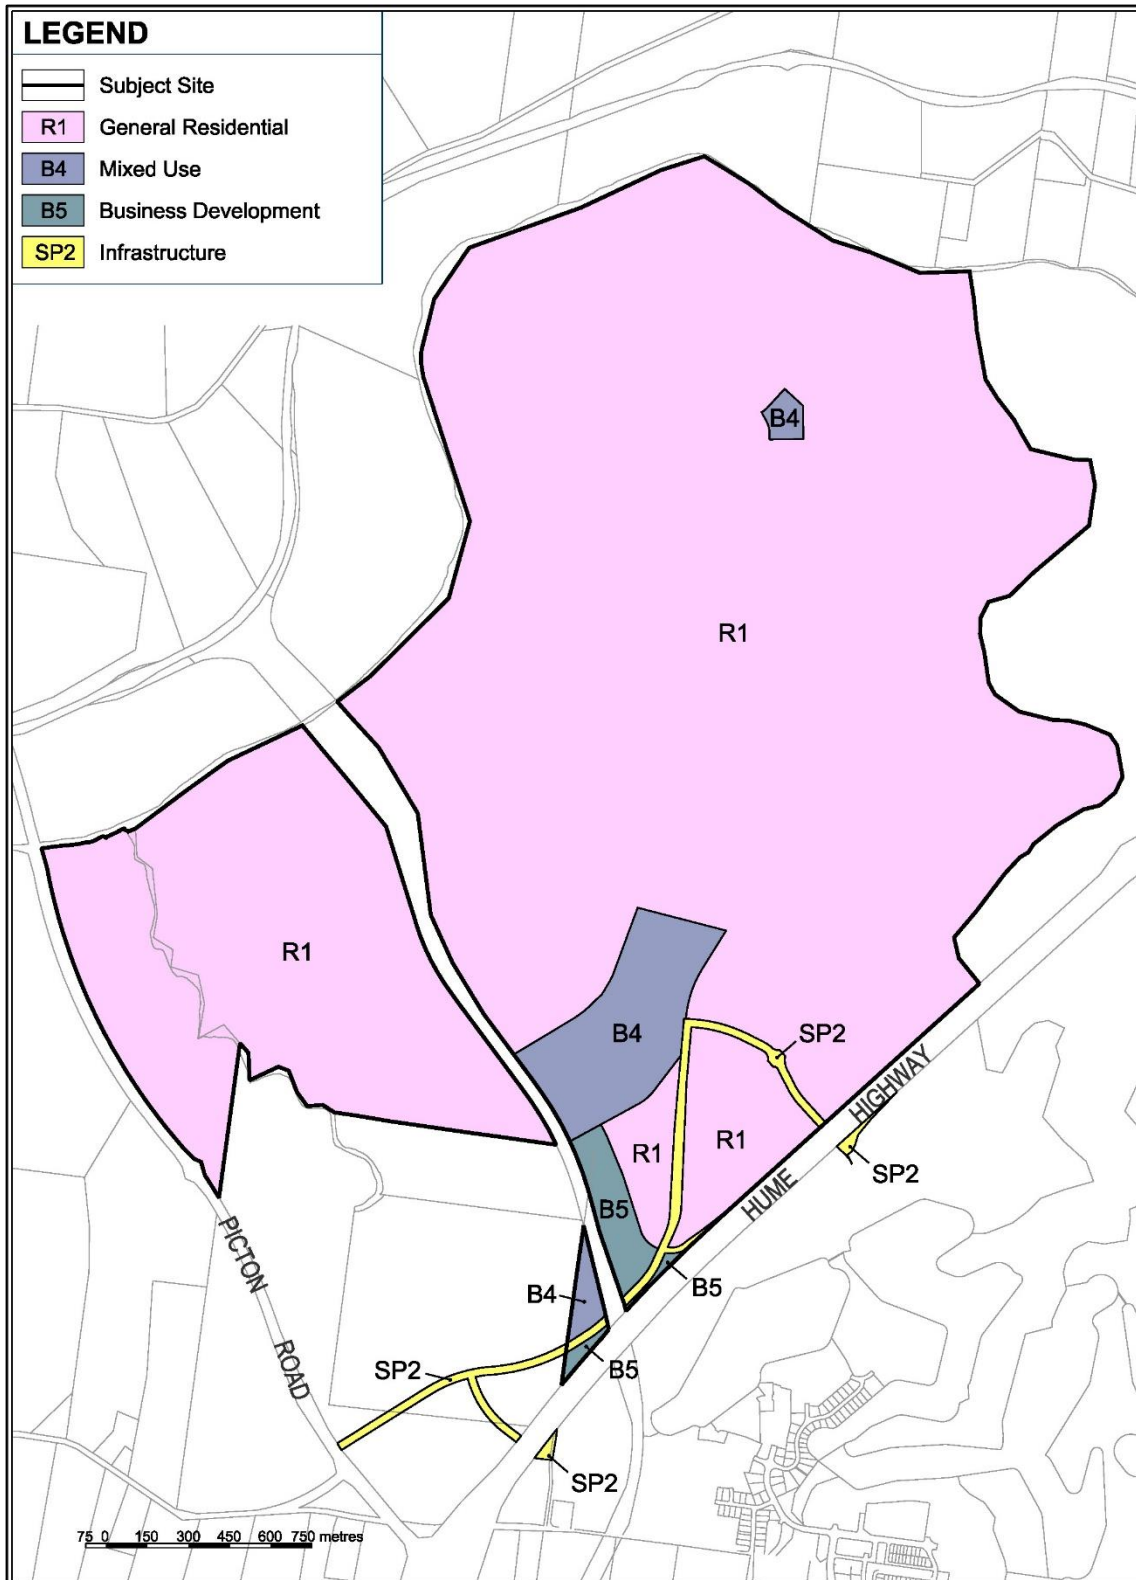 LEGEND
Subject Site
R1 General Residential
B4 Mixed Use
B5 Business Development
SP2 Infrastructure
B4
R1
R1
B4
SP2
HIGHWAY
R1
R1
SP2
HUME
B5
PICTON
B5
B4
ROAD
SP2
B5
SP2
75 0 150 300 450 600 750 metres